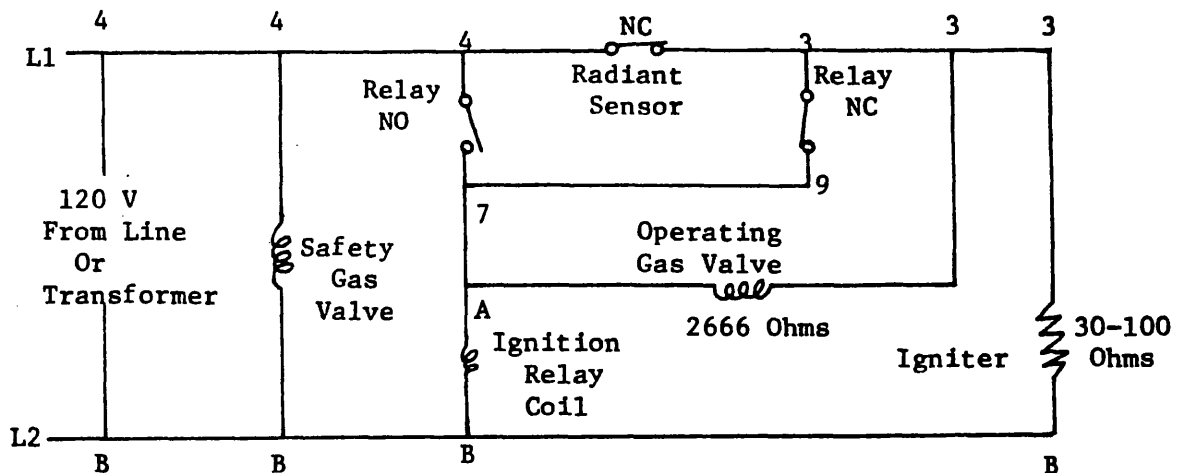 4
4
4
NC
3
3
3
L1
Relay
NO
Radiant
Sensor
Relay
NC
120 V
From Line
Or
Transformer
Safety
Gas
Valve
7
9
Operating
Gas Valve
A
2666 Ohms
Ignition
Relay
Coil
Igniter
30-100
Ohms
L2
B
B
B
B